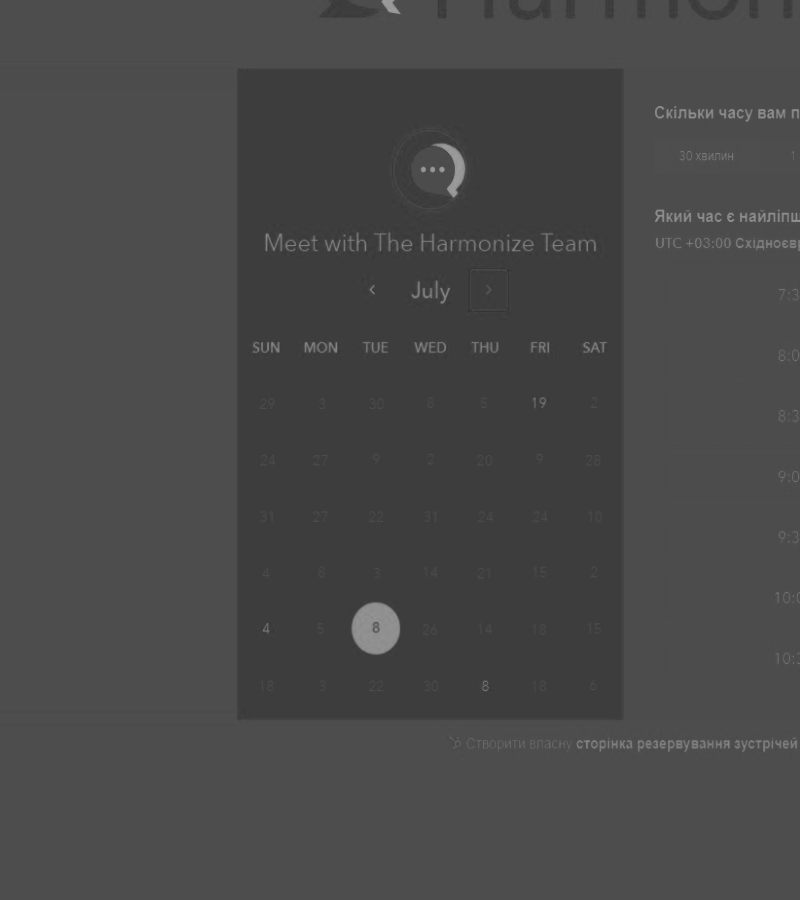 Harmon
Meet with The Harmonize Team
July
SUN MON TUE WED THU FRI SAT
29 3 30 8 5 19 2
24 27 9 2 20 9 28
31 27 22 31 24 24 10
4 8 3 14 21 15 2
4 5 8 26 14 18 15
18 3 22 30 8 18 6
Скільки часу вам п
30 хвилин 1
Який час є найліпш
UTC +03:00 Східноєв
7:3
8:0
8:3
9:0
9:3
10:0
10:3
Створити власну сторінка резервування зустрічей